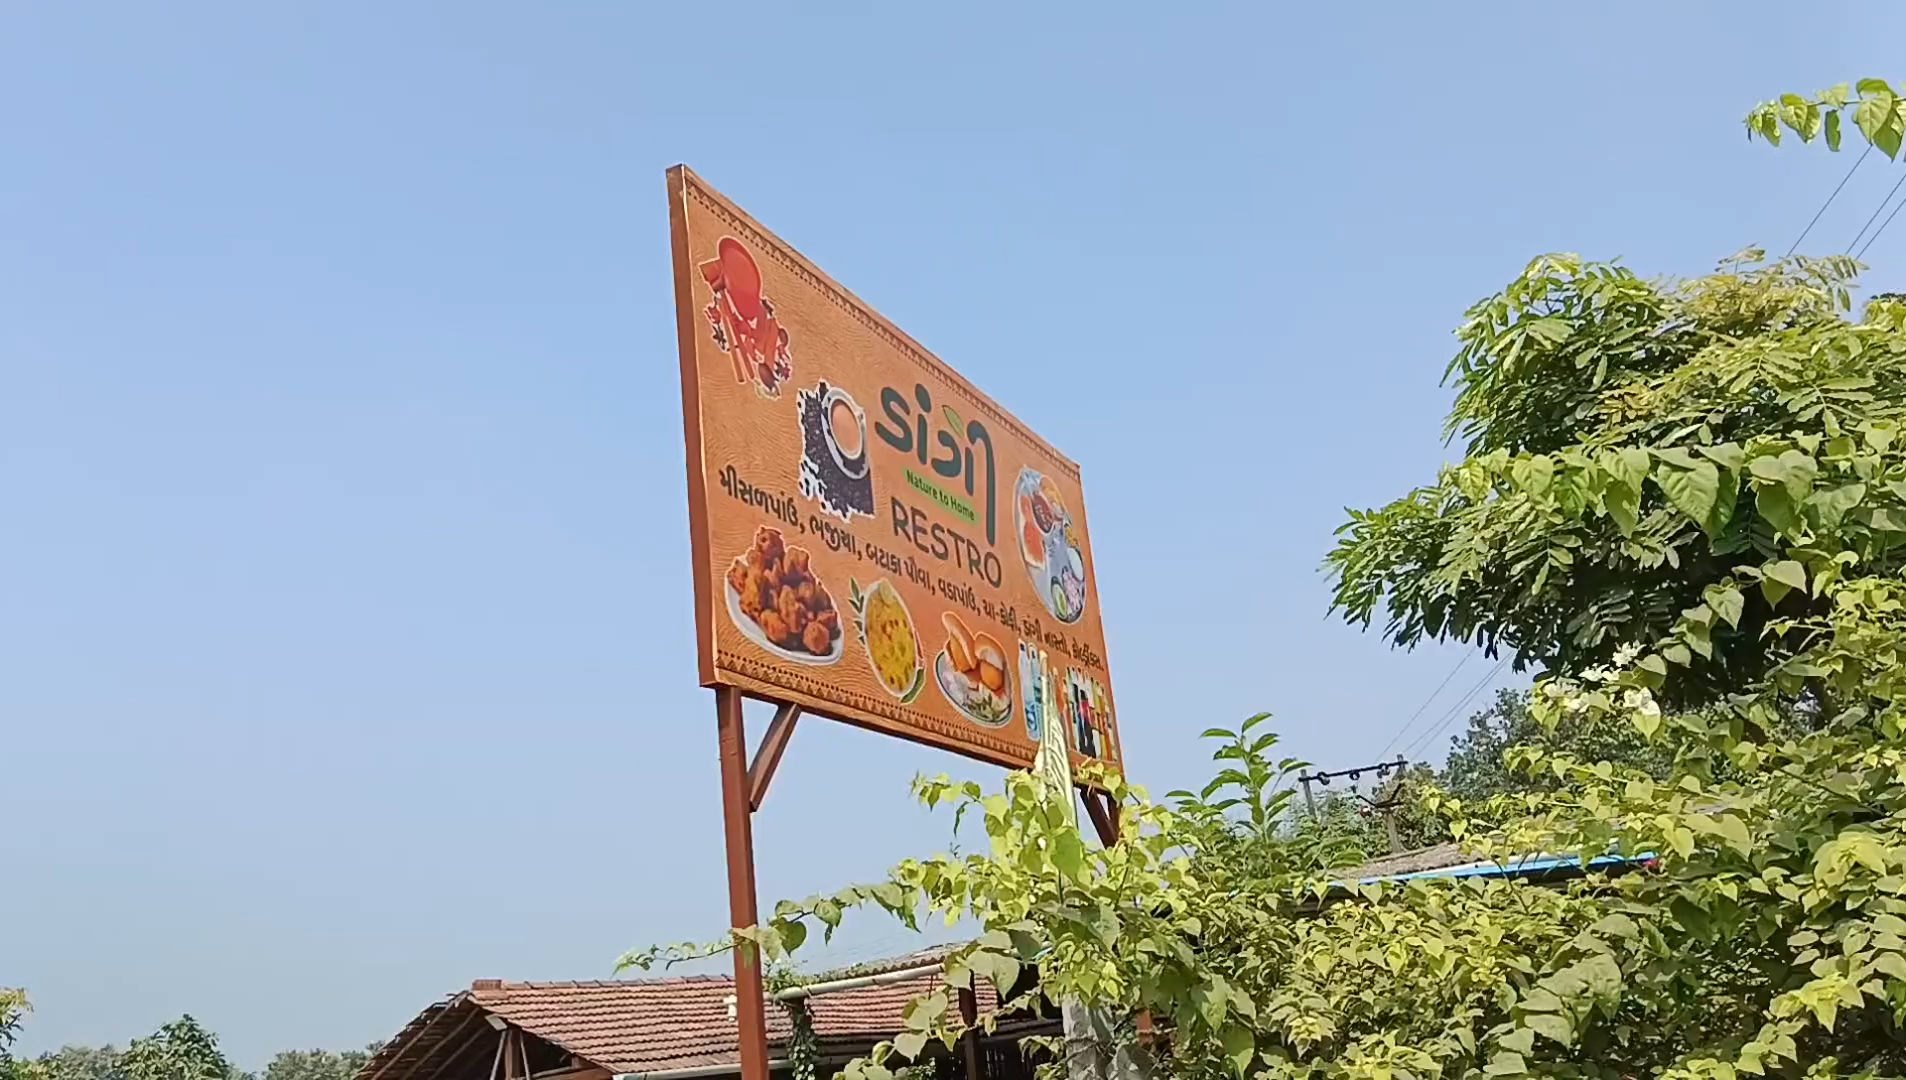 ડાંગી
Nature to Home
RESTRO
મીસળપાંઉ, ભજીયા, બટાકા પૌવા, વડાપાંઉ, ચા-કોફી, ડાંગી નાસ્તો, કોલ્ડ્રીંક્સ.